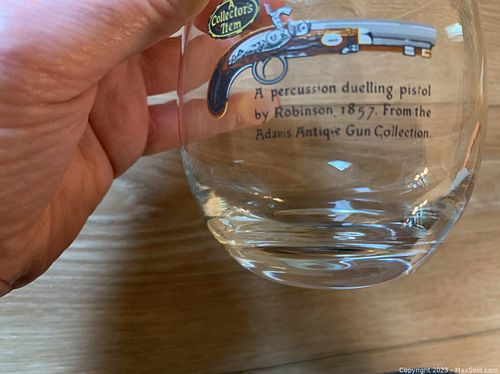 A
Collector's
Item
A percussion duelling pistol
by Robinson, 1857. From the
Adams Antique Gun Collection.
Copyright 2023 - MaxSold.com